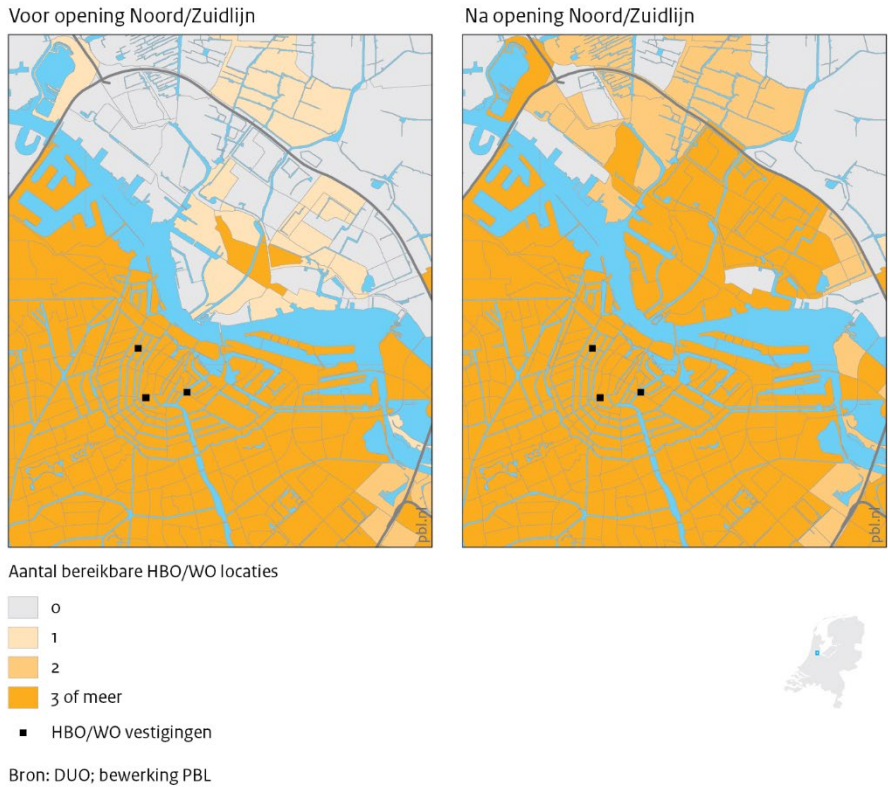 Voor opening Noord/Zuidlijn
Na opening Noord/Zuidlijn
pbl.nl
pbl.nl
Aantal bereikbare HBO/WO locaties
0
1
2
3 of meer
HBO/WO vestigingen
Bron: DUO; bewerking PBL